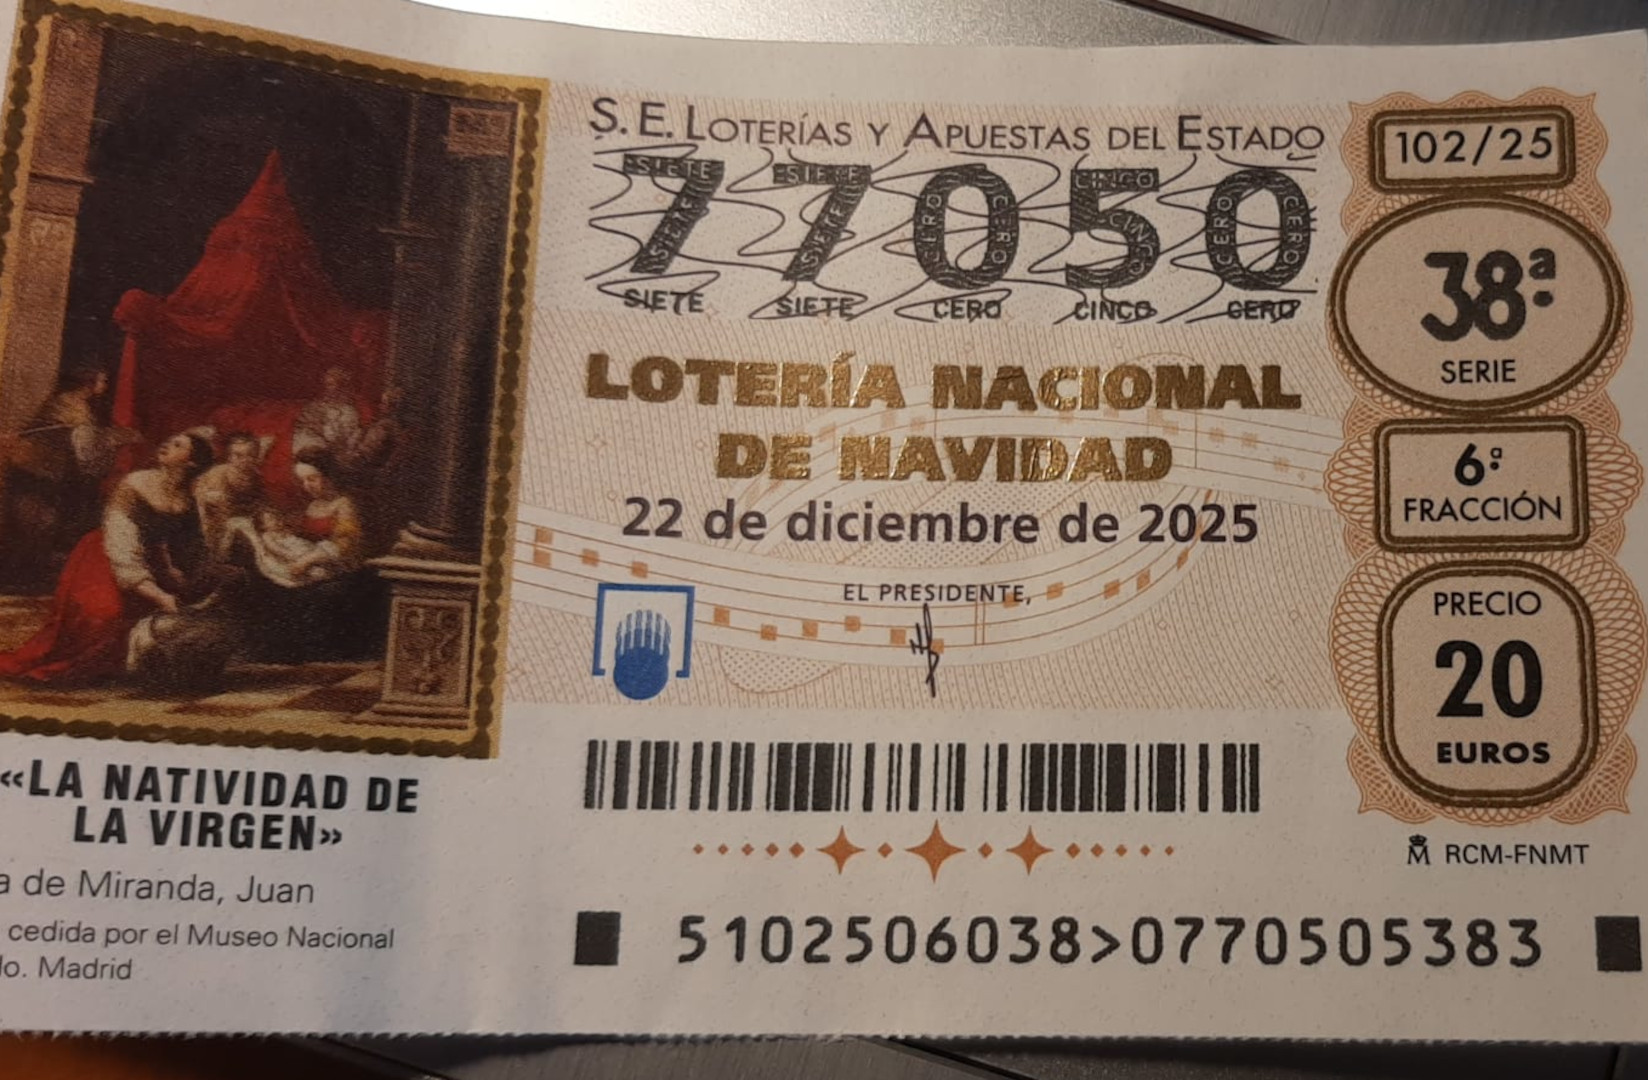 S. E. LOTERÍAS Y APUESTAS DEL ESTADO
77050
SIETE SIETE CERO CINCO CERO
LOTERÍA NACIONAL
DE NAVIDAD
22 de diciembre de 2025
EL PRESIDENTE,
102/25
38ª
SERIE
6ª
FRACCIÓN
PRECIO
20
EUROS
RCM-FNMT
«LA NATIVIDAD DE
LA VIRGEN»
de Miranda, Juan
cedida por el Museo Nacional
Madrid
5102506038>0770505383